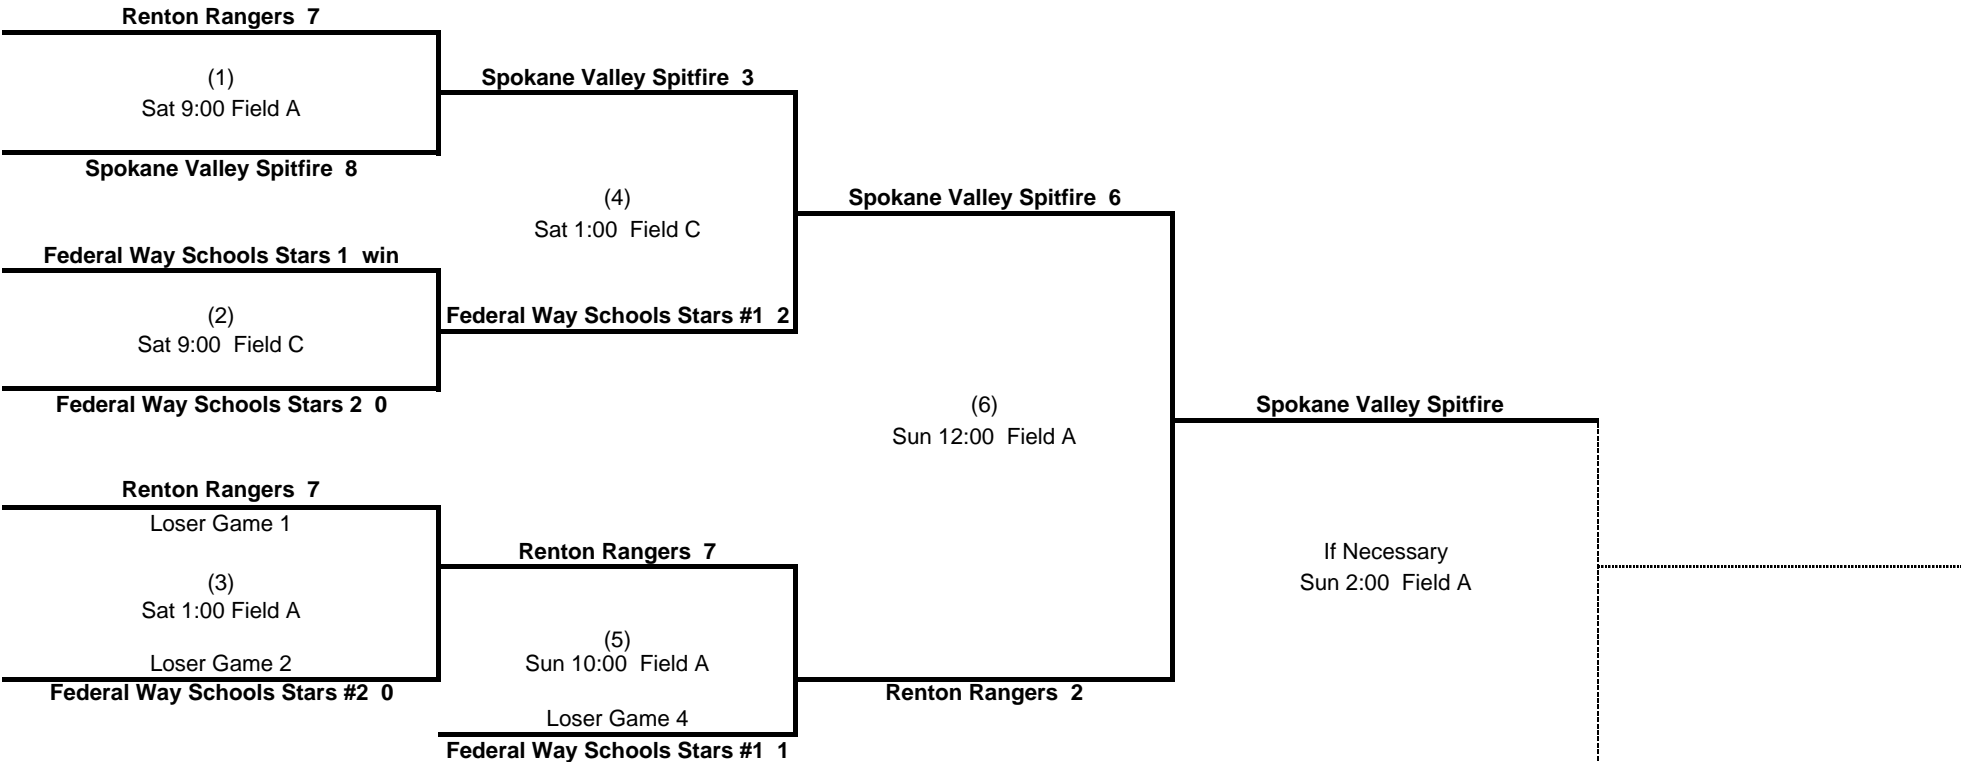 Renton Rangers  7
(1)
Sat 9:00 Field A
Spokane Valley Spitfire  8
Spokane Valley Spitfire  3
(4)
Sat 1:00  Field C
Federal Way Schools Stars 1  win
(2)
Sat 9:00  Field C
Federal Way Schools Stars 2  0
Federal Way Schools Stars #1  2
Spokane Valley Spitfire  6
(6)
Sun 12:00  Field A
Spokane Valley Spitfire
Renton Rangers  7
Loser Game 1
(3)
Sat 1:00 Field A
Loser Game 2
Federal Way Schools Stars #2  0
Renton Rangers  7
(5)
Sun 10:00  Field A
Loser Game 4
Federal Way Schools Stars #1  1
Renton Rangers  2
If Necessary
Sun 2:00  Field A